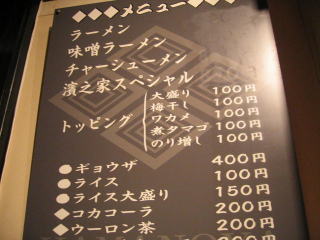 ◆◆◆メニュー◆◆◆
ラーメン
味噌ラーメン
チャーシューメン
濱之家スペシャル
トッピング
大盛り 100円
梅干し 100円
ワカメ 100円
煮タマゴ 100円
のり増し 100円
●ギョウザ 400円
●ライス 100円
●ライス大盛り 150円
◆コカコーラ 200円
◆ウーロン茶 200円